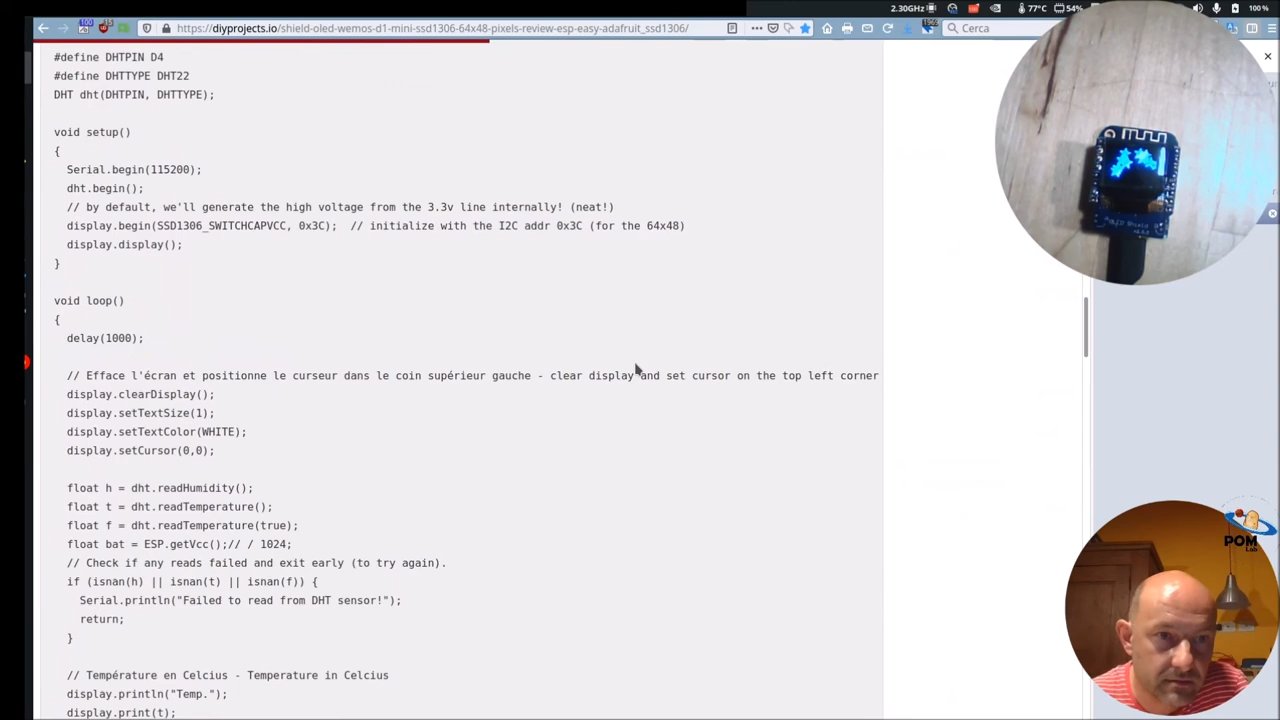 2.30GHz
77°C
54%
100 %
https://diyprojects.io/shield-oled-wemos-d1-mini-ssd1306-64x48-pixels-review-esp-easy-adafruit_ssd1306/
Cerca
#define DHTPIN D4
#define DHTTYPE DHT22
DHT dht(DHTPIN, DHTTYPE);
void setup()
{
Serial.begin(115200);
dht.begin();
// by default, we'll generate the high voltage from the 3.3v line internally! (neat!)
display.begin(SSD1306_SWITCHCAPVCC, 0x3C);  // initialize with the I2C addr 0x3C (for the 64x48)
display.display();
}
void loop()
{
delay(1000);
// Efface l'écran et positionne le curseur dans le coin supérieur gauche - clear display and set cursor on the top left corner
display.clearDisplay();
display.setTextSize(1);
display.setTextColor(WHITE);
display.setCursor(0,0);
float h = dht.readHumidity();
float t = dht.readTemperature();
float f = dht.readTemperature(true);
float bat = ESP.getVcc();// / 1024;
// Check if any reads failed and exit early (to try again).
if (isnan(h) || isnan(t) || isnan(f)) {
Serial.println("Failed to read from DHT sensor!");
return;
}
// Température en Celcius - Temperature in Celcius
display.println("Temp.");
display.print(t);
POM
Lab